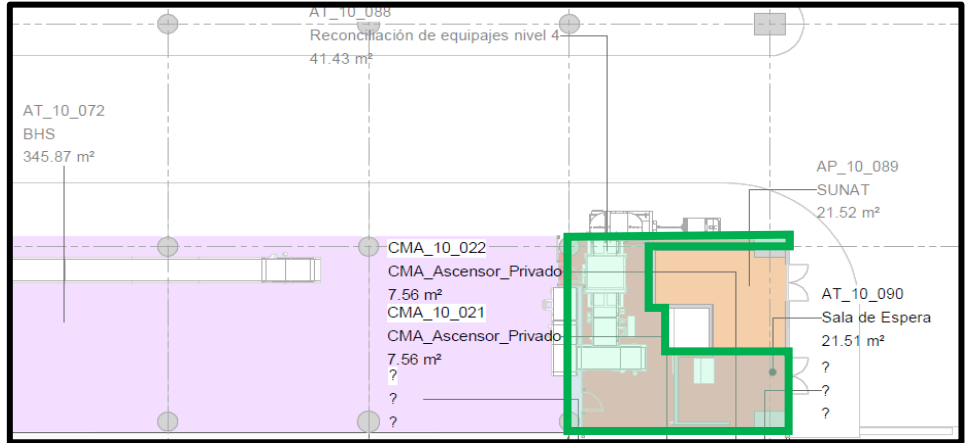 AT_10_088
Reconciliación de equipajes nivel 4
41.43 m²
AT_10_072
BHS
345.87 m²
AP_10_089
SUNAT
21.52 m²
CMA_10_022
CMA_Ascensor_Privado
7.56 m²
CMA_10_021
CMA_Ascensor_Privado
7.56 m²
?
?
?
AT_10_090
Sala de Espera
21.51 m²
?
?
?